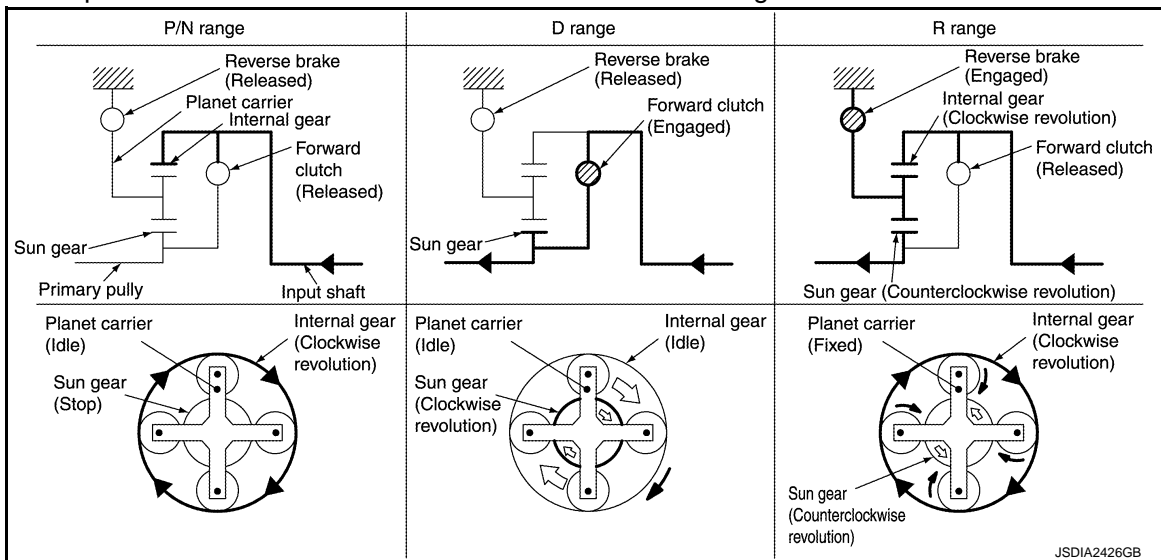 P/N range
D range
R range
Reverse brake
(Released)
Planet carrier
Internal gear
Forward
clutch
(Released)
Sun gear
Primary pully
Input shaft
Reverse brake
(Released)
Forward clutch
(Engaged)
Sun gear
Reverse brake
(Engaged)
Internal gear
(Clockwise revolution)
Forward clutch
(Released)
Sun gear (Counterclockwise revolution)
Planet carrier
(Idle)
Internal gear
(Clockwise
revolution)
Sun gear
(Stop)
Planet carrier
(Idle)
Internal gear
(Idle)
Sun gear
(Clockwise
revolution)
Planet carrier
(Fixed)
Internal gear
(Clockwise
revolution)
Sun gear
(Counterclockwise
revolution)
JSDIA2426GB